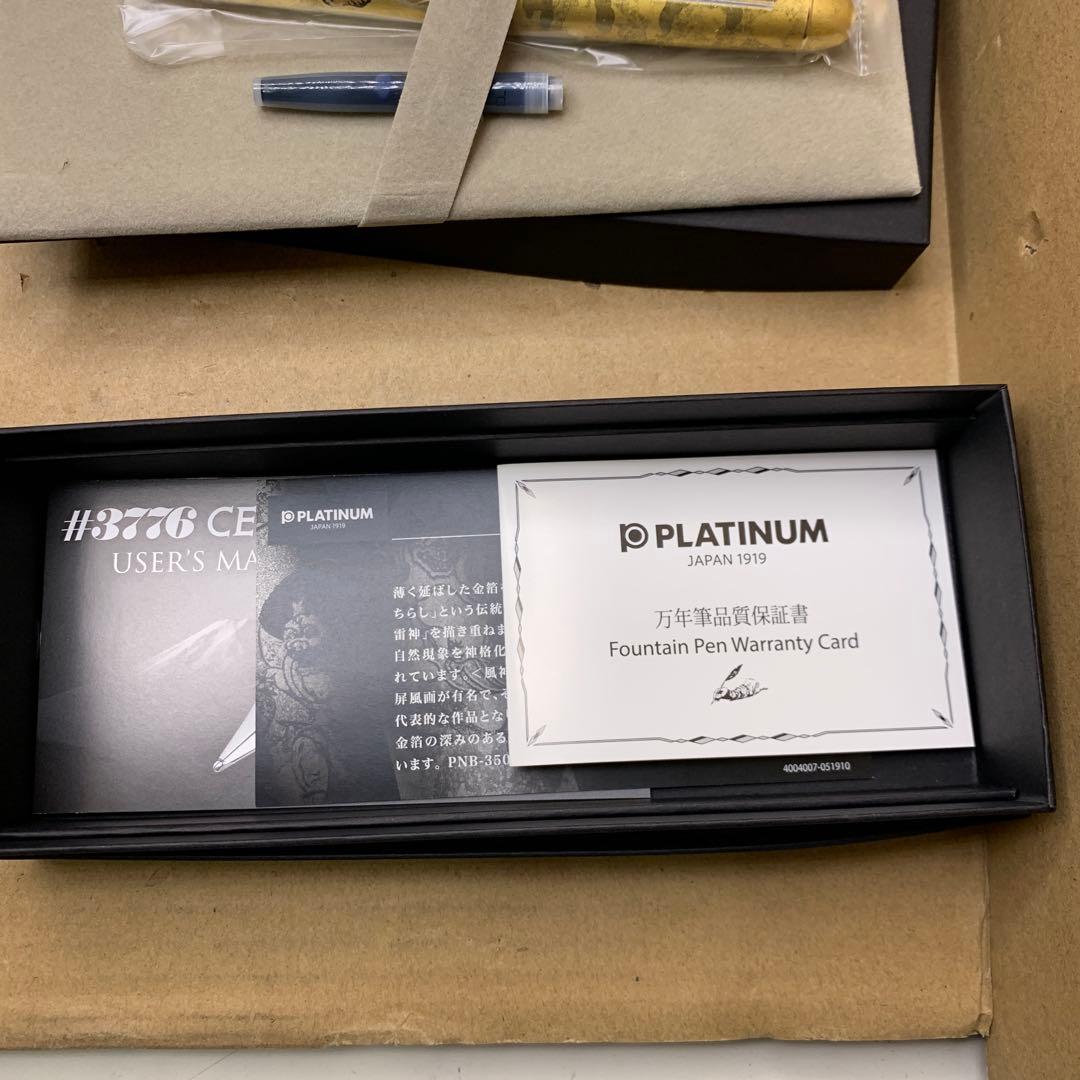 #3776 CE
USER'S MA
PLATINUM
JAPAN 1919
薄く延ばした金箔
ちらし」という伝統
雷神』を描き重ねま
自然現象を神格化
れています。<風神
屏風画が有名で、そ
代表的な作品とな
金箔の深みのある
います。PNB-350
PLATINUM
JAPAN 1919
万年筆品質保証書
Fountain Pen Warranty Card
4004007-051910